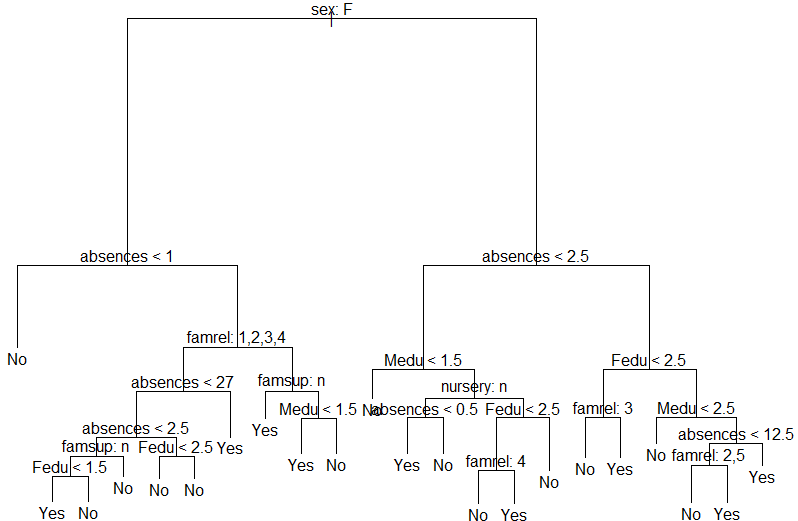 sex: F
absences < 1
absences < 2.5
famrel: 1,2,3,4
No
Medu < 1.5
Fedu < 2.5
absences < 27
famsup: n
nursery: n
Medu < 1.5
No
absences < 0.5
Fedu < 2.5
famrel: 3
Medu < 2.5
absences < 2.5
Yes
absences < 12.5
famsup: n
Fedu < 2.5
Yes
No
famrel: 2,5
Fedu < 1.5
Yes
No
Yes
No
famrel: 4
No
Yes
Yes
No
No
No
No
Yes
No
No
Yes
No
Yes